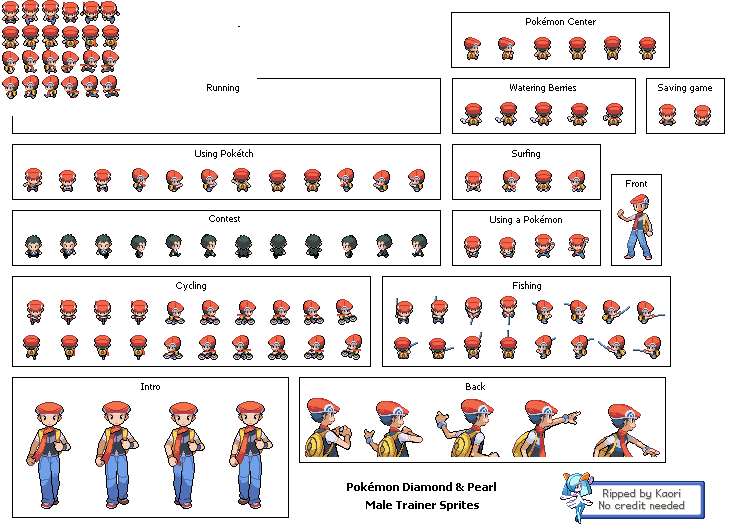 Pokémon Center
Running
Watering Berries
Saving game
Using Pokétch
Surfing
Front
Contest
Using a Pokémon
Cycling
Fishing
Intro
Back
Pokémon Diamond & Pearl
Male Trainer Sprites
Ripped by Kaori
No credit needed